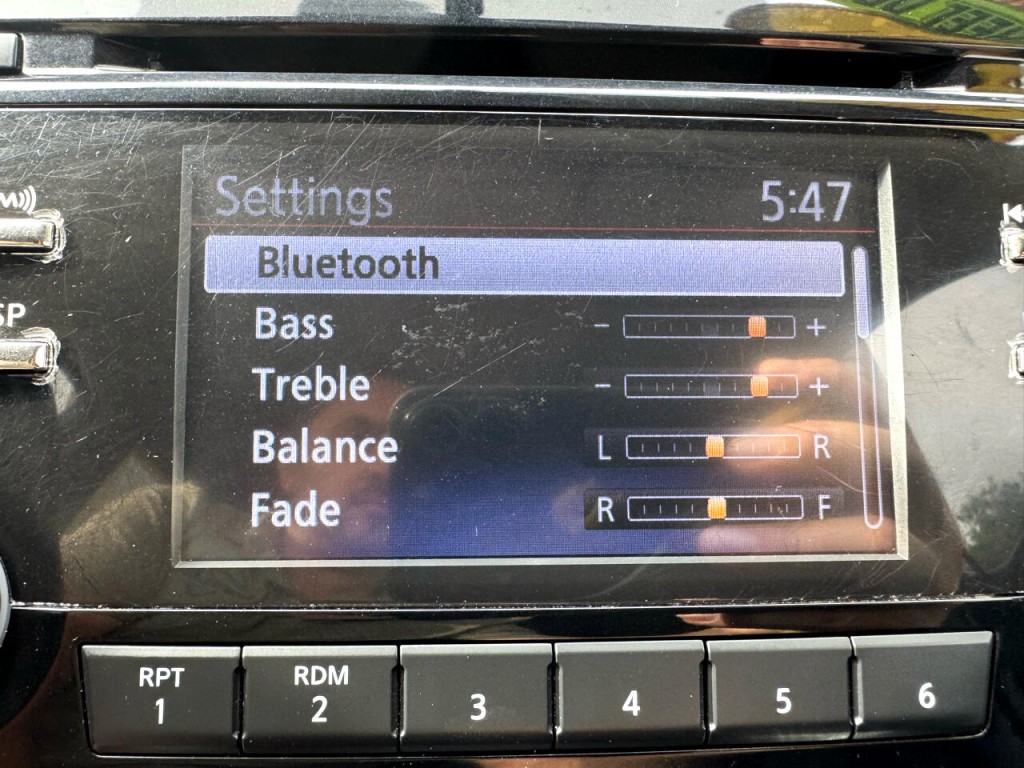 Settings 5:47
Bluetooth
Bass - +
Treble - +
Balance L R
Fade R F
RPT RDM
1 2 3 4 5 6